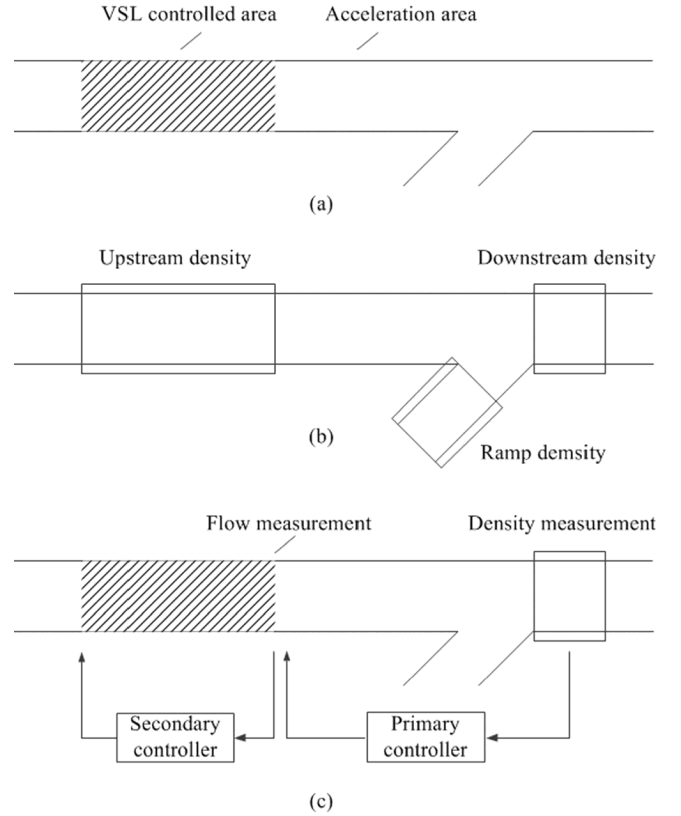 VSL controlled area Acceleration area
(a)
Upstream density Downstream density
(b)
Ramp demsity
Flow measurement Density measurement
Secondary controller
Primary controller
(c)